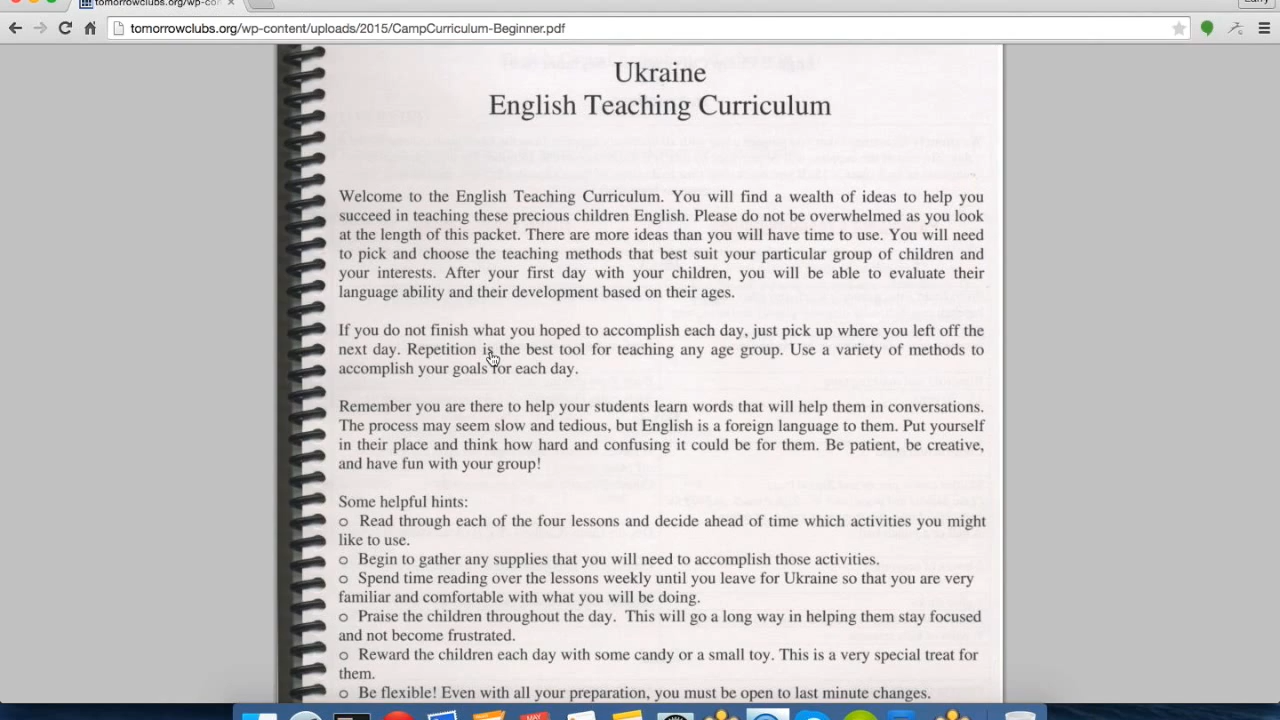 tomorrowclubs.org/wp-con
Larry
tomorrowclubs.org/wp-content/uploads/2015/CampCurriculum-Beginner.pdf
Ukraine
English Teaching Curriculum
Welcome to the English Teaching Curriculum. You will find a wealth of ideas to help you
succeed in teaching these precious children English. Please do not be overwhelmed as you look
at the length of this packet. There are more ideas than you will have time to use. You will need
to pick and choose the teaching methods that best suit your particular group of children and
your interests. After your first day with your children, you will be able to evaluate their
language ability and their development based on their ages.
If you do not finish what you hoped to accomplish each day, just pick up where you left off the
next day. Repetition is the best tool for teaching any age group. Use a variety of methods to
accomplish your goals for each day.
Remember you are there to help your students learn words that will help them in conversations.
The process may seem slow and tedious, but English is a foreign language to them. Put yourself
in their place and think how hard and confusing it could be for them. Be patient, be creative,
and have fun with your group!
Some helpful hints:
o Read through each of the four lessons and decide ahead of time which activities you might
like to use.
o Begin to gather any supplies that you will need to accomplish those activities.
o Spend time reading over the lessons weekly until you leave for Ukraine so that you are very
familiar and comfortable with what you will be doing.
o Praise the children throughout the day. This will go a long way in helping them stay focused
and not become frustrated.
o Reward the children each day with some candy or a small toy. This is a very special treat for
them.
o Be flexible! Even with all your preparation, you must be open to last minute changes.
MAY